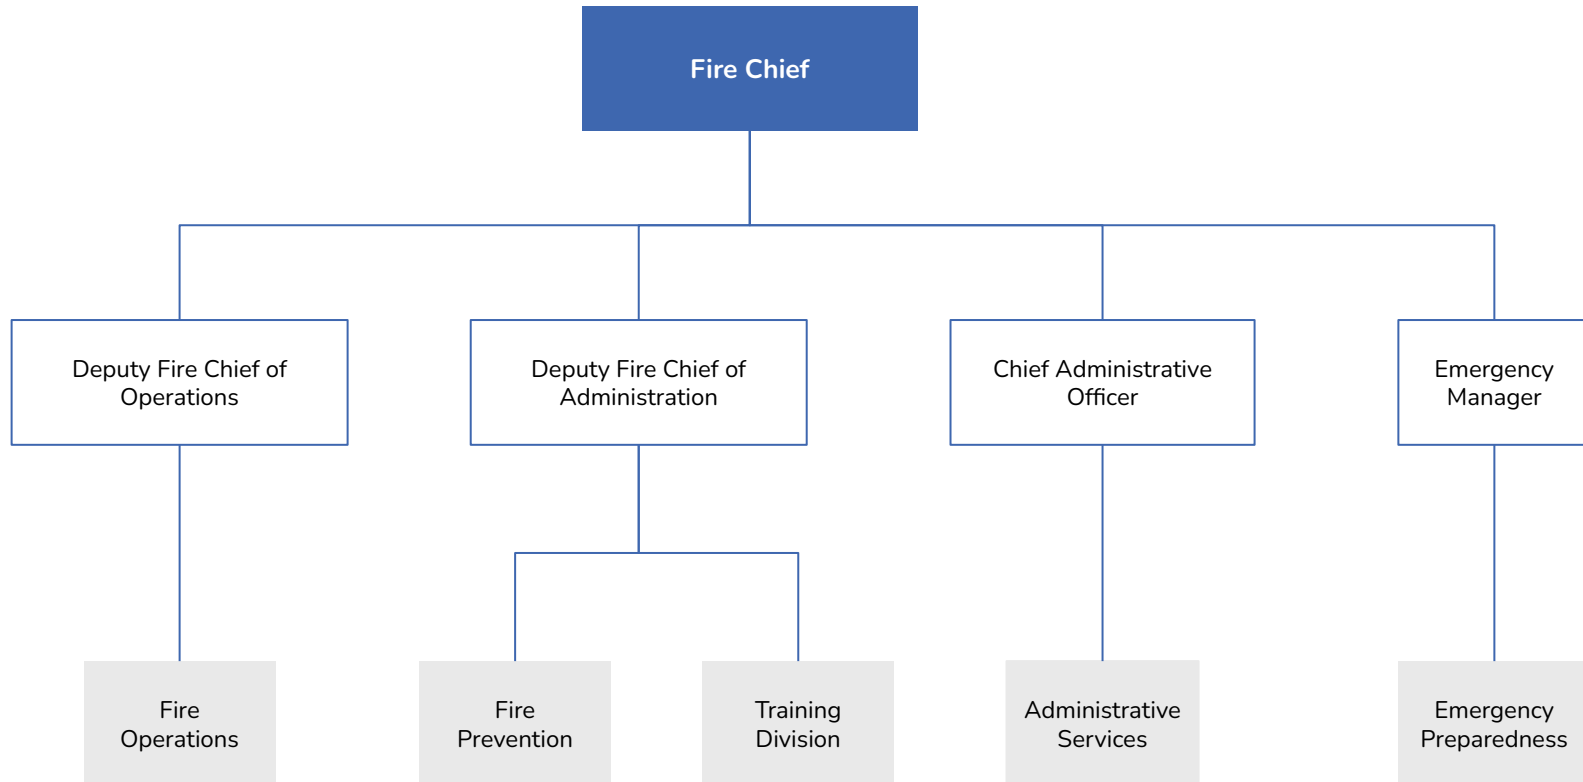 Fire Chief
Deputy Fire Chief of
Operations
Deputy Fire Chief of
Administration
Chief Administrative
Officer
Emergency
Manager
Fire
Operations
Fire
Prevention
Training
Division
Administrative
Services
Emergency
Preparedness